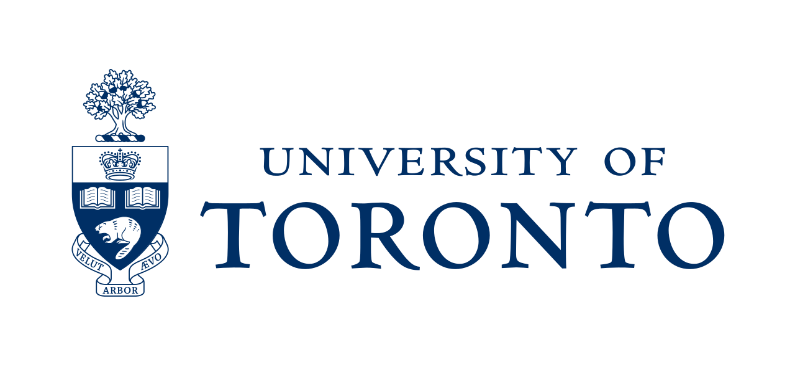 UNIVERSITY OF
TORONTO
VELUT
ARBOR
ÆVO